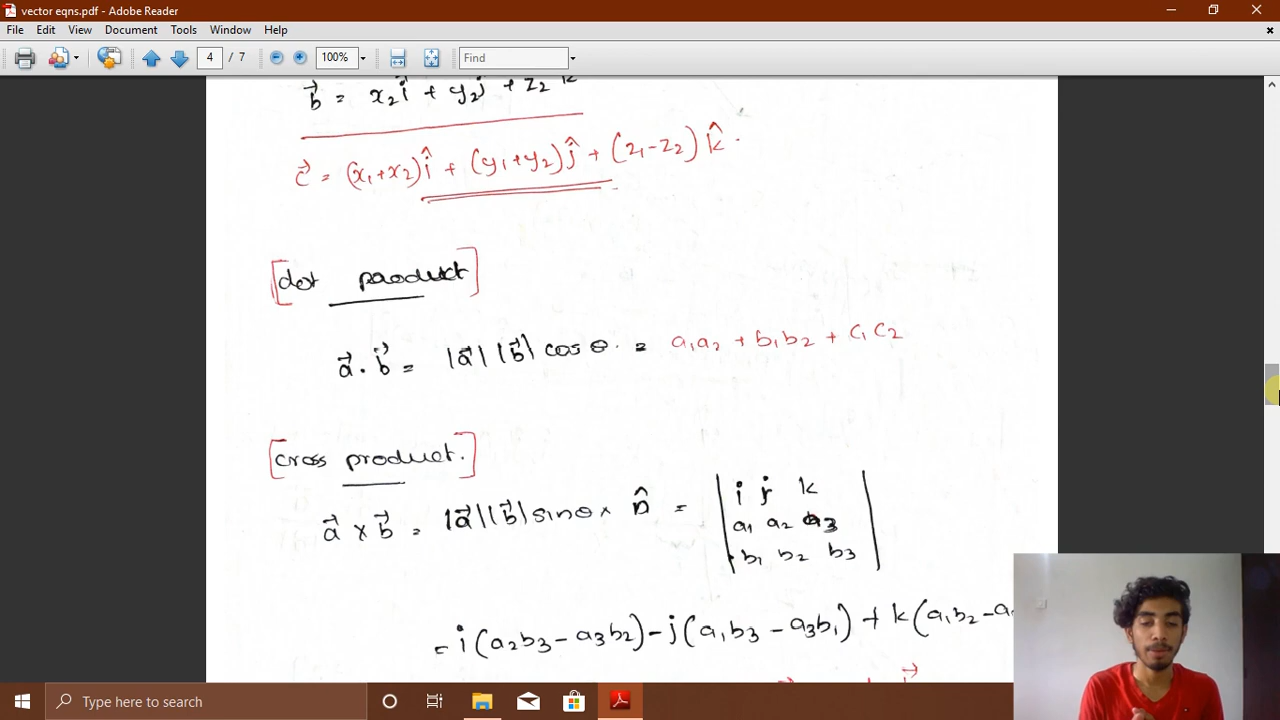 vector eqns.pdf - Adobe Reader
File Edit View Document Tools Window Help
4 / 7 100% Find
b⃗ = x₂i⃗ + y₂j + z₂ k
c⃗ = (x₁+x₂)î + (y₁+y₂)ĵ + (z₁-z₂) k̂.
[dot product]
a⃗ . b⃗ = |a⃗| |b⃗| cos θ. = a₁a₂ + b₁b₂ + c₁c₂
[cross product.]
a⃗ × b⃗ = |a⃗| |b⃗| sinθ × n̂ = | i j k
a₁ a₂ a₃
b₁ b₂ b₃ |
= i(a₂b₃ - a₃b₂) - j(a₁b₃ - a₃b₁) + k(a₁b₂ - a
Type here to search